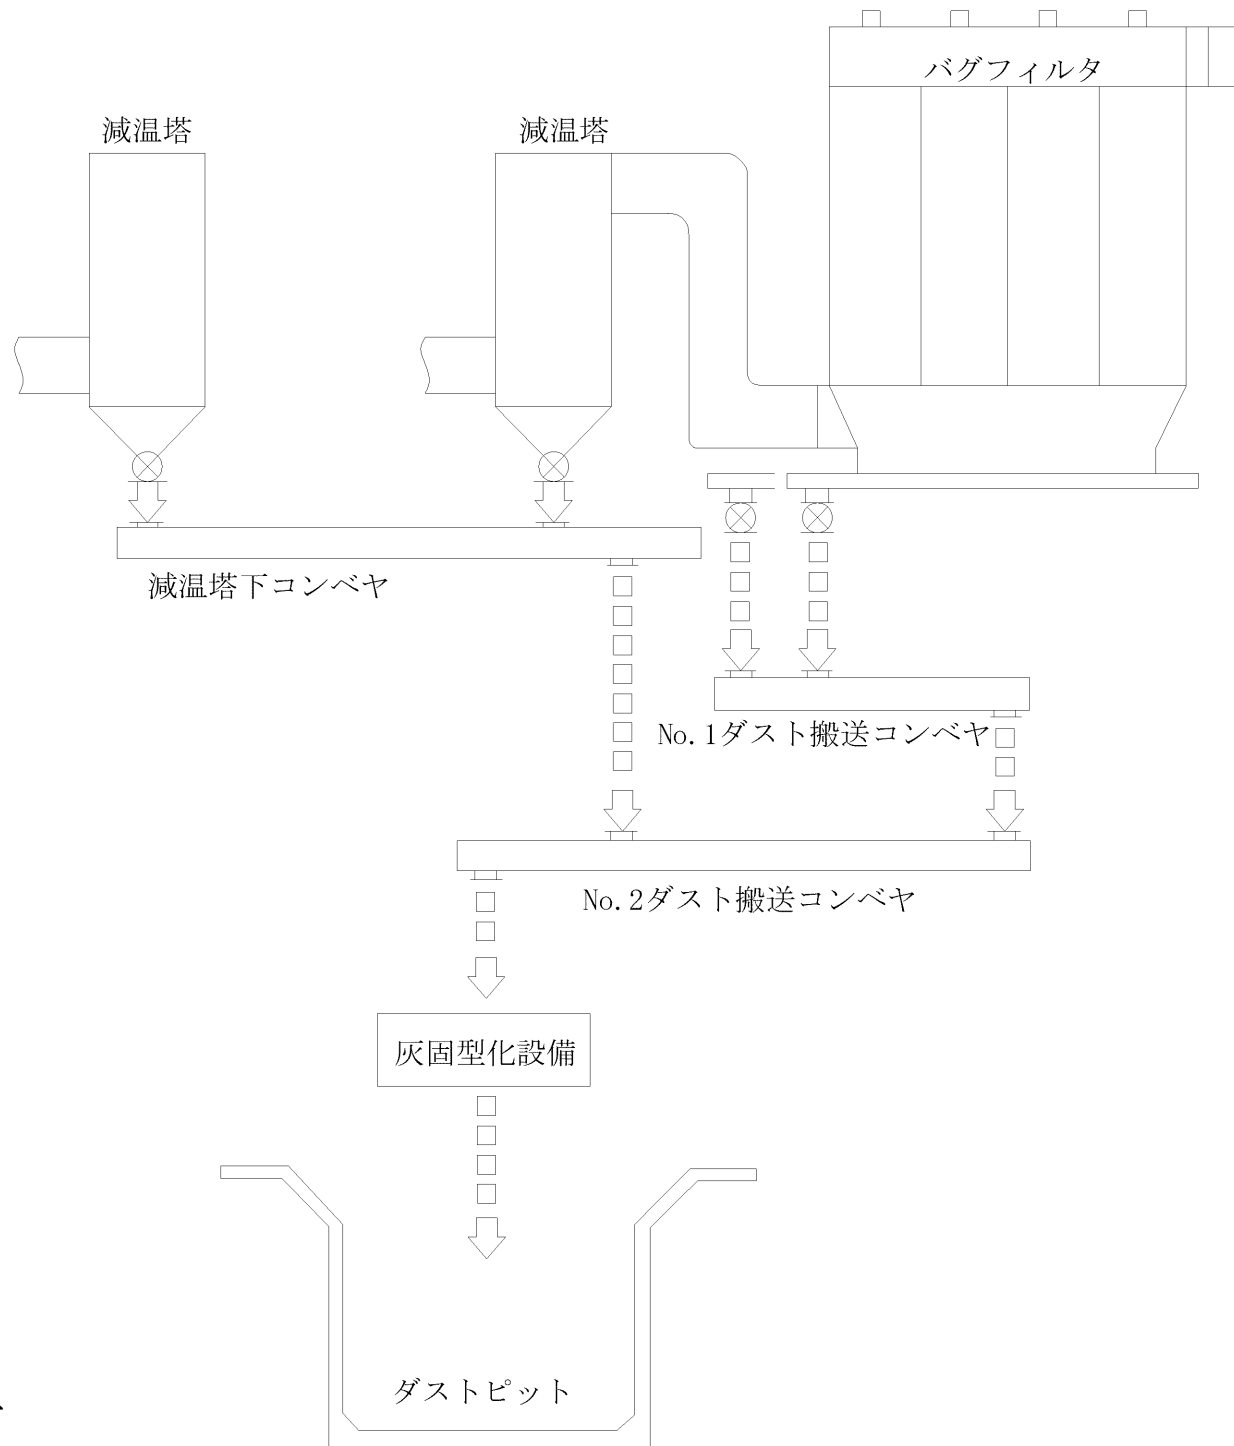 バグフィルタ
減温塔
減温塔
減温塔下コンベヤ
No.1ダスト搬送コンベヤ
No.2ダスト搬送コンベヤ
灰固型化設備
ダストピット